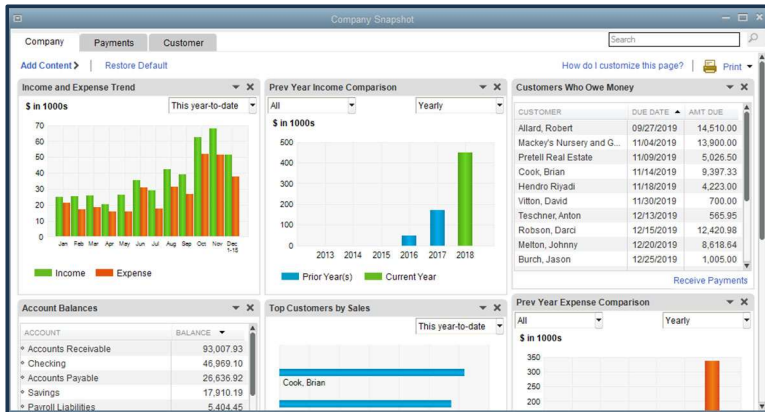 Company Snapshot
Company Payments Customer
Search
Add Content Restore Default
How do I customize this page? Print
Income and Expense Trend
$ in 1000s This year-to-date
70
60
50
40
30
20
10
0
Jan Feb Mar Apr May Jun Jul Aug Sep Oct Nov Dec
1-15
Income Expense
Prev Year Income Comparison
All Yearly
$ in 1000s
500
400
300
200
100
0
2013 2014 2015 2016 2017 2018
Prior Year(s) Current Year
Customers Who Owe Money
CUSTOMER DUE DATE AMT DUE
Allard, Robert 09/27/2019 14,510.00
Mackey's Nursery and G... 11/04/2019 13,900.00
Pretell Real Estate 11/09/2019 5,026.50
Cook, Brian 11/14/2019 9,397.33
Hendro Riyadi 11/18/2019 4,223.00
Vitton, David 11/30/2019 700.00
Teschner, Anton 12/13/2019 565.95
Robson, Darci 12/15/2019 12,420.98
Melton, Johnny 12/20/2019 8,618.64
Burch, Jason 12/25/2019 1,005.00
Receive Payments
Account Balances
ACCOUNT BALANCE
Accounts Receivable 93,007.93
Checking 46,969.10
Accounts Payable 26,636.92
Savings 17,910.19
Payroll Liabilities 5,404.45
Top Customers by Sales
This year-to-date
Cook, Brian
Prev Year Expense Comparison
All Yearly
$ in 1000s
350
300
250
200